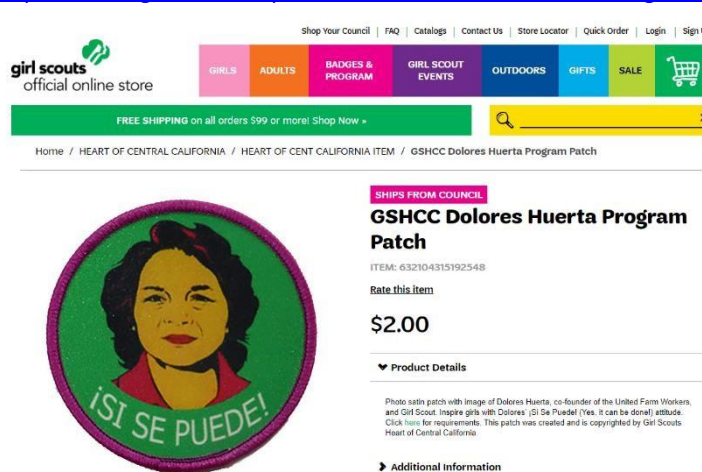 Shop Your Council | FAQ | Catalogs | Contact Us | Store Locator | Quick Order | Login | Sign
girl scouts
official online store
GIRLS
ADULTS
BADGES &
PROGRAM
GIRL SCOUT
EVENTS
OUTDOORS
GIFTS
SALE
FREE SHIPPING on all orders $99 or more! Shop Now »
Home / HEART OF CENTRAL CALIFORNIA / HEART OF CENT CALIFORNIA ITEM / GSHCC Dolores Huerta Program Patch
SHIPS FROM COUNCIL
GSHCC Dolores Huerta Program
Patch
ITEM: 632104315192548
Rate this item
$2.00
Product Details
Photo satin patch with image of Dolores Huerta, co-founder of the United Farm Workers,
and Girl Scout. Inspire girls with Dolores' ¡Si Se Puede! (Yes, it can be done!) attitude.
Click here for requirements. This patch was created and is copyrighted by Girl Scouts
Heart of Central California.
Additional Information
¡SI SE PUEDE!